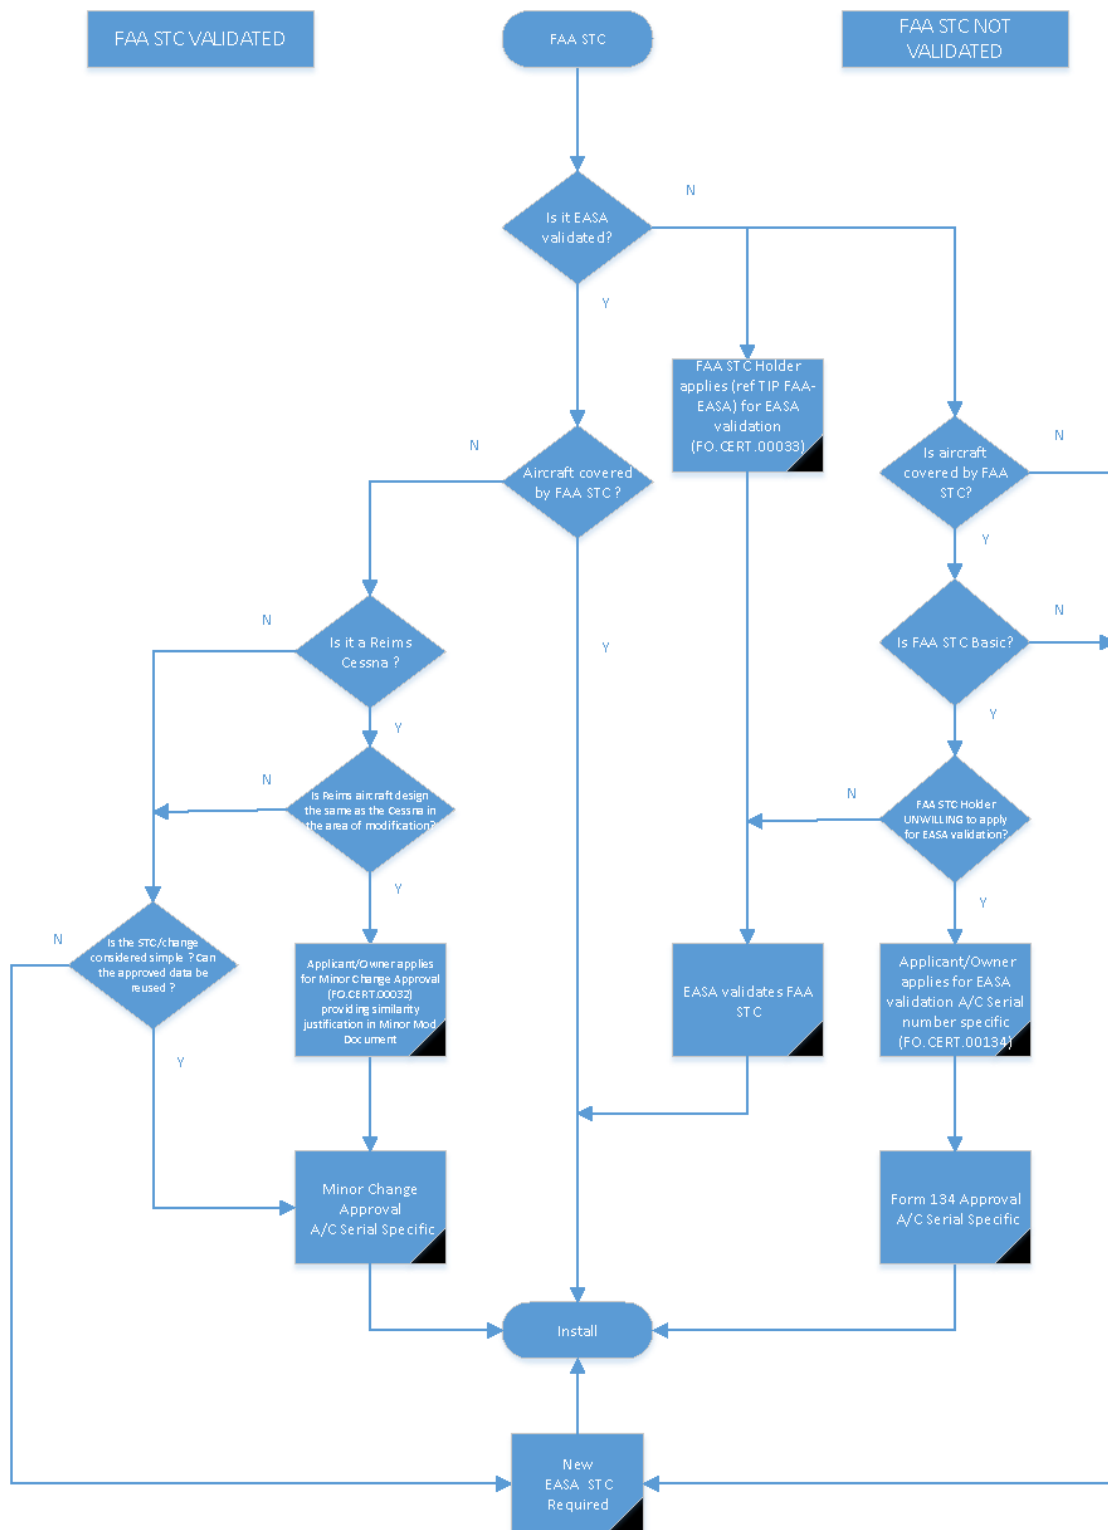 FAA STC VALIDATED
FAA STC
FAA STC NOT
VALIDATED
N
Is it EASA
validated?
Y
FAA STC Holder
applies (ref TIP FAA-
EASA) for EASA
validation
(FO.CERT.00033)
N
Aircraft covered
by FAA STC ?
Is aircraft
covered by FAA
STC?
N
Y
N
Is it a Reims
Cessna ?
Y
Is FAA STC Basic?
N
Y
Y
N
Is Reims aircraft design
the same as the Cessna in
the area of modification?
N
FAA STC Holder
UNWILLING to apply
for EASA validation?
Y
Y
N
Is the STC/change
considered simple ? Can
the approved data be
reused ?
Applicant/Owner applies
for Minor Change Approval
(FO.CERT.00032)
providing similarity
justification in Minor Mod
Document
EASA validates FAA
STC
Applicant/Owner
applies for EASA
validation A/C Serial
number specific
(FO.CERT.00134)
Y
Minor Change
Approval
A/C Serial Specific
Form 134 Approval
A/C Serial Specific
Install
New
EASA STC
Required